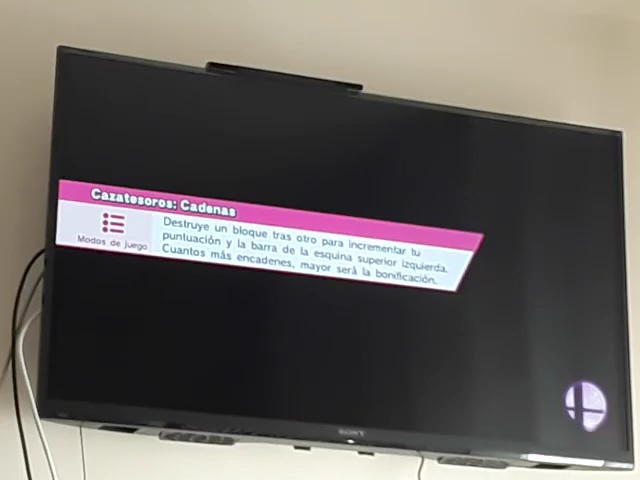 Cazatesoros: Cadenas
Modos de juego
Destruye un bloque tras otro para incrementar tu
puntuación y la barra de la esquina superior izquierda.
Cuantos más encadenes, mayor será la bonificación.
SONY